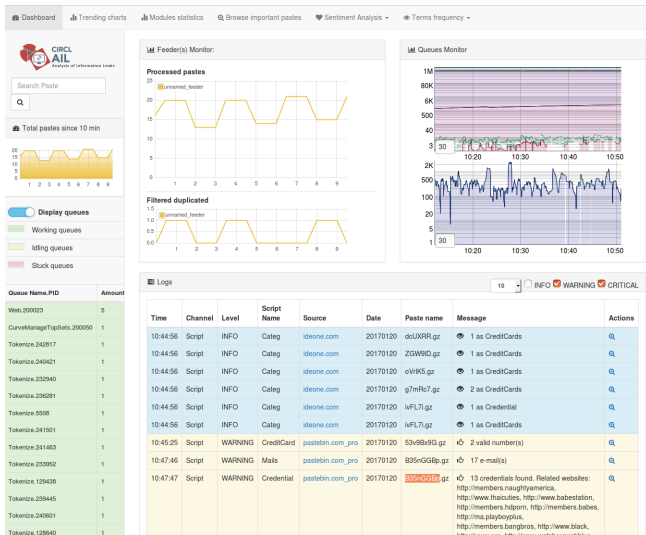 Dashboard
Trending charts
Modules statistics
Browse important pastes
Sentiment Analysis
Terms frequency
CIRCL
AIL
Analysis of Information Leaks
Search Paste
Total pastes since 10 min
20
15
10
5
0
1 2 3 4 5 6 7 8 9
Display queues
Working queues
Idling queues
Stuck queues
Queue Name.PID Amount
Web.200023 5
CurveManageTopSets.200050 1
Tokenize.242817 1
Tokenize.240421 1
Tokenize.232940 1
Tokenize.236281 1
Tokenize.5508 1
Tokenize.241501 1
Tokenize.241463 1
Tokenize.233952 1
Tokenize.129438 1
Tokenize.239445 1
Tokenize.240601 1
Tokenize.128640 1
Feeder(s) Monitor:
Processed pastes
25
unnamed_feeder
20
15
10
5
0
1 2 3 4 5 6 7 8 9
Filtered duplicated
1.5
unnamed_feeder
1.0
0.5
0.0
1 2 3 4 5 6 7 8 9
Queues Monitor
1M
80K
6K
500
40
3
30
10:20 10:30 10:40 10:50
2K
500
100
20
5
1
30
10:20 10:30 10:40 10:50
Logs
10 INFO WARNING CRITICAL
Time Channel Level Script Name Source Date Paste name Message Actions
10:44:56 Script INFO Categ ideone.com 20170120 dcUXRR.gz 1 as CreditCards
10:44:56 Script INFO Categ ideone.com 20170120 ZGW9ID.gz 1 as CreditCards
10:44:56 Script INFO Categ ideone.com 20170120 oVrlK5.gz 1 as CreditCards
10:44:56 Script INFO Categ ideone.com 20170120 g7mRc7.gz 2 as CreditCards
10:44:56 Script INFO Categ ideone.com 20170120 ivFL7i.gz 1 as Credential
10:44:56 Script INFO Categ ideone.com 20170120 ivFL7i.gz 1 as CreditCards
10:45:25 Script WARNING CreditCard pastebin.com_pro 20170120 53v9Bx9G.gz 2 valid number(s)
10:47:46 Script WARNING Mails pastebin.com_pro 20170120 B35nGGBp.gz 17 e-mail(s)
10:47:47 Script WARNING Credential pastebin.com_pro 20170120 B35nGGBp.gz 13 credentials found. Related websites:
http://members.naughtyamerica,
http://www.thaicuties, http://www.babestation,
http://members.hdporn, http://members.babes,
http://ma.playboyplus,
http://members.bangbros, http://www.black,